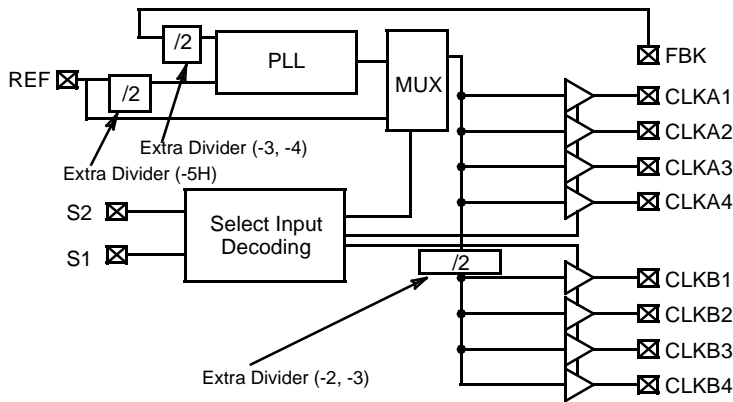 /2
PLL
FBK
REF
/2
MUX
CLKA1
CLKA2
Extra Divider (-3, -4)
CLKA3
Extra Divider (-5H)
CLKA4
S2
Select Input
Decoding
S1
/2
CLKB1
CLKB2
CLKB3
Extra Divider (-2, -3)
CLKB4